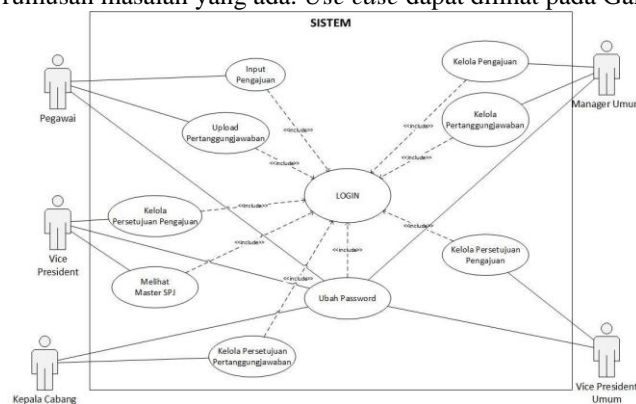 rumusan masalah yang ada. Use case dapat dilihat pada Ga
SISTEM
Input
Pengajuan
Kelola Pengajuan
Pegawai
Manager Umum
<<include>>
Upload
Pertanggungjawaban
Kelola
Pertanggungjawaban
<<include>>
<<include>>
<<include>>
LOGIN
Kelola
Persetujuan Pengajuan
<<include>>
<<include>>
Vice
President
<<include>>
<<include>>
Kelola Persetujuan
Pengajuan
Melihat
Master SPJ
<<include>>
Ubah Password
Kelola Persetujuan
Pertanggungjawaban
Kepala Cabang
Vice President
Umum